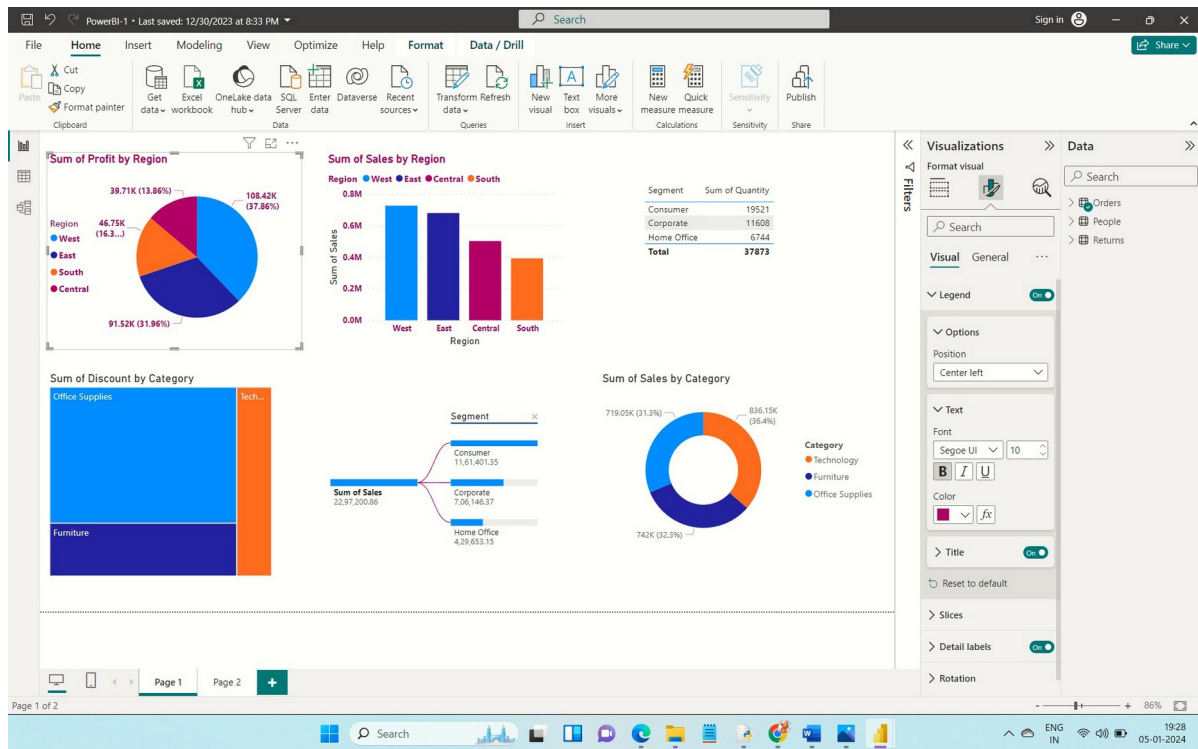 PowerBI-1 • Last saved: 12/30/2023 at 8:33 PM
Search
Sign in
File Home Insert Modeling View Optimize Help Format Data / Drill
Share
Paste
Cut
Copy
Format painter
Clipboard
Get data
Excel workbook
OneLake data hub
SQL Server
Enter data
Dataverse
Recent sources
Data
Transform data
Refresh
Queries
New visual
Text box
More visuals
Insert
New measure
Quick measure
Calculations
Sensitivity
Sensitivity
Publish
Share
Sum of Profit by Region
39.71K (13.86%)
108.42K
(37.86%)
46.75K
(16.3...)
91.52K (31.96%)
Region
West
East
South
Central
Sum of Sales by Region
Region West East Central South
Sum of Sales
0.8M
0.6M
0.4M
0.2M
0.0M
West East Central South
Region
Segment Sum of Quantity
Consumer 19521
Corporate 11608
Home Office 6744
Total 37873
Sum of Discount by Category
Office Supplies
Tech...
Furniture
Segment
Sum of Sales
22,97,200.86
Consumer
11,61,401.35
Corporate
7,06,146.37
Home Office
4,29,653.15
Sum of Sales by Category
719.05K (31.3%)
836.15K
(36.4%)
742K (32.3%)
Category
Technology
Furniture
Office Supplies
Filters
Visualizations
Format visual
Search
Visual General
Legend On
Options
Position
Center left
Text
Font
Segoe UI 10
B I U
Color
fx
Title On
Reset to default
Slices
Detail labels On
Rotation
Data
Search
Orders
People
Returns
Page 1 Page 2 +
Page 1 of 2
- + 86%
Search
ENG
IN
19:28
05-01-2024